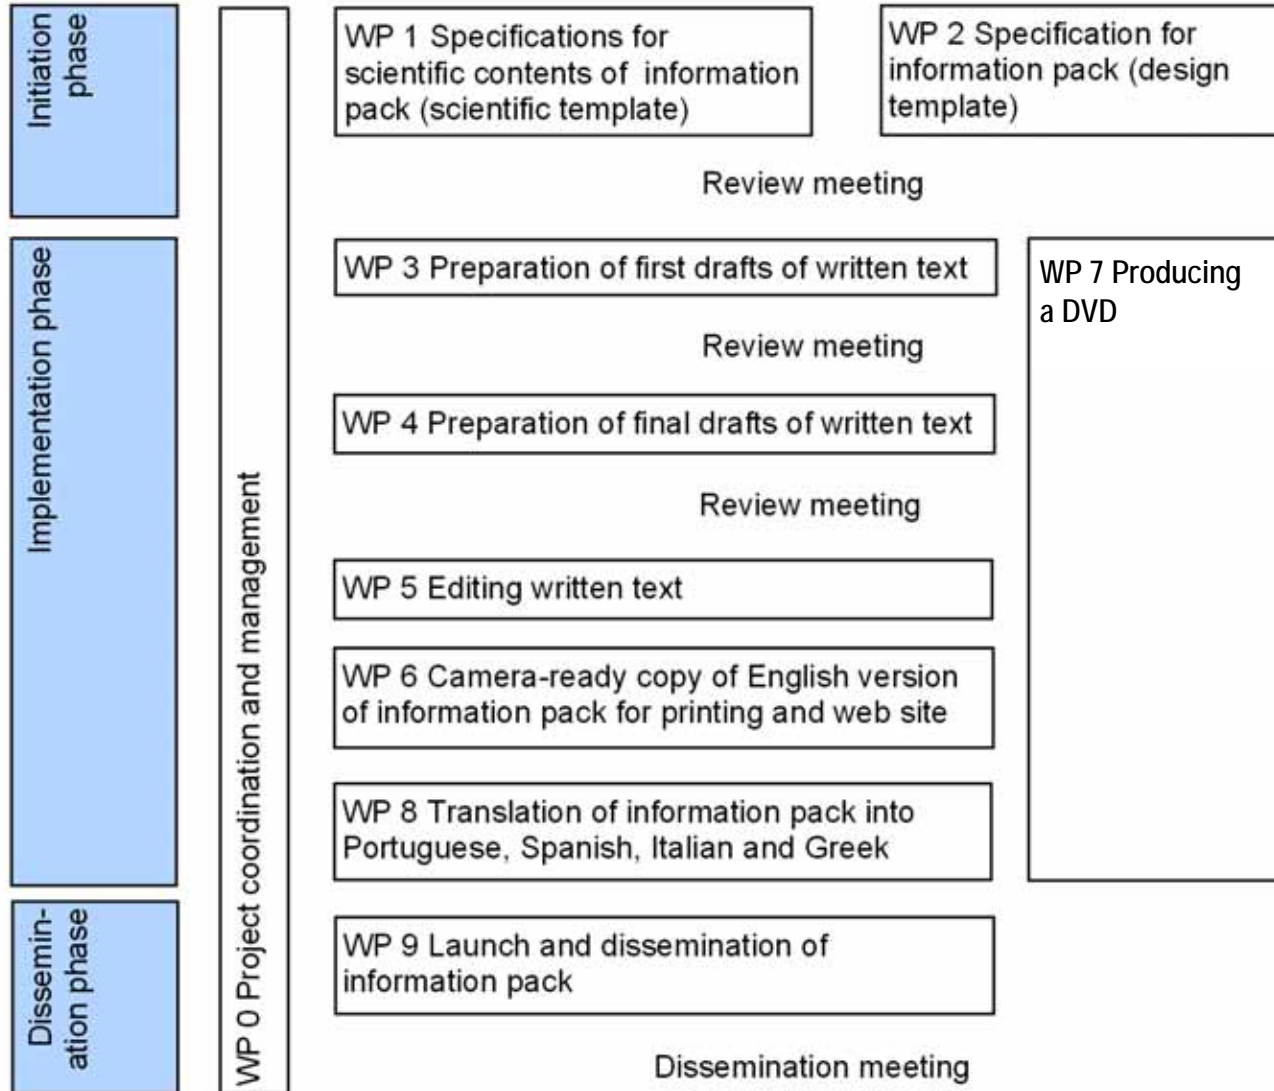 Initiation
phase
WP 1 Specifications for
scientific contents of information
pack (scientific template)
WP 2 Specification for
information pack (design
template)
Review meeting
Implementation phase
WP 0 Project coordination and management
WP 3 Preparation of first drafts of written text
WP 7 Producing
a DVD
Review meeting
WP 4 Preparation of final drafts of written text
Review meeting
WP 5 Editing written text
WP 6 Camera-ready copy of English version
of information pack for printing and web site
WP 8 Translation of information pack into
Portuguese, Spanish, Italian and Greek
Dissemin-
ation phase
WP 9 Launch and dissemination of
information pack
Dissemination meeting